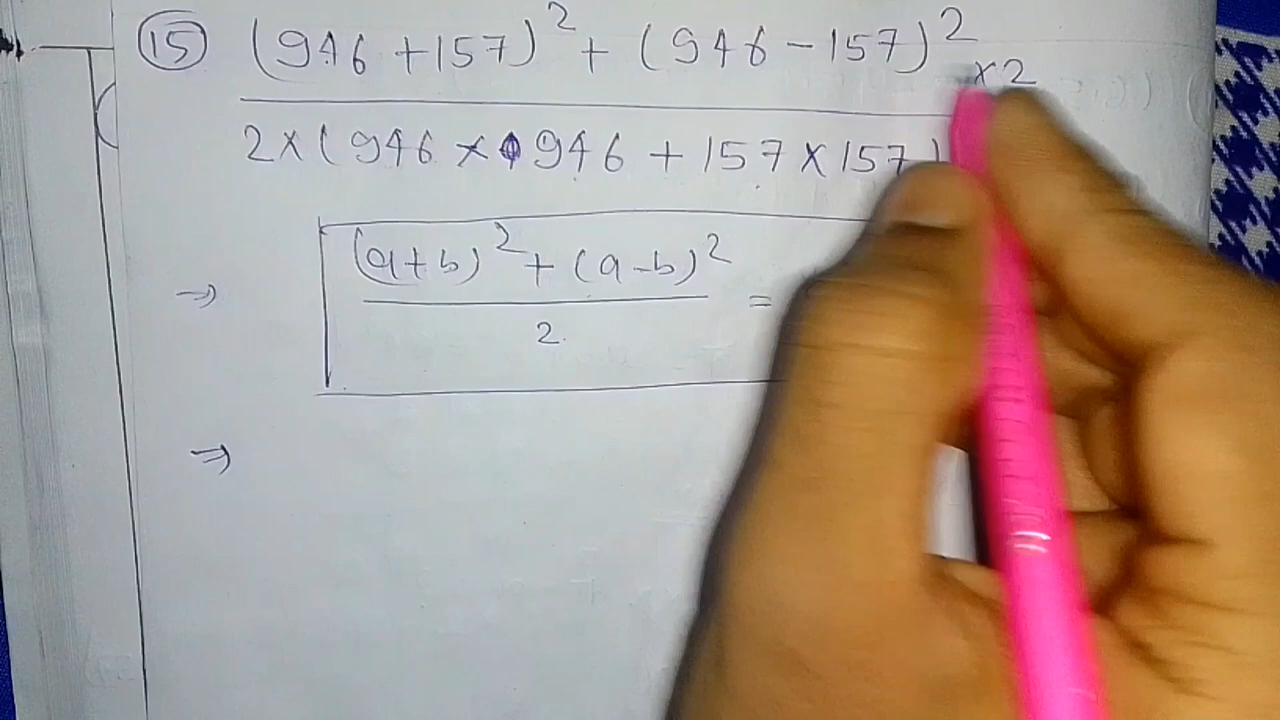 15 (946 + 157)² + (946 - 157)² × 2
2 × (946 × 946 + 157 × 157)
⇒ (a+b)² + (a-b)² =
2
⇒